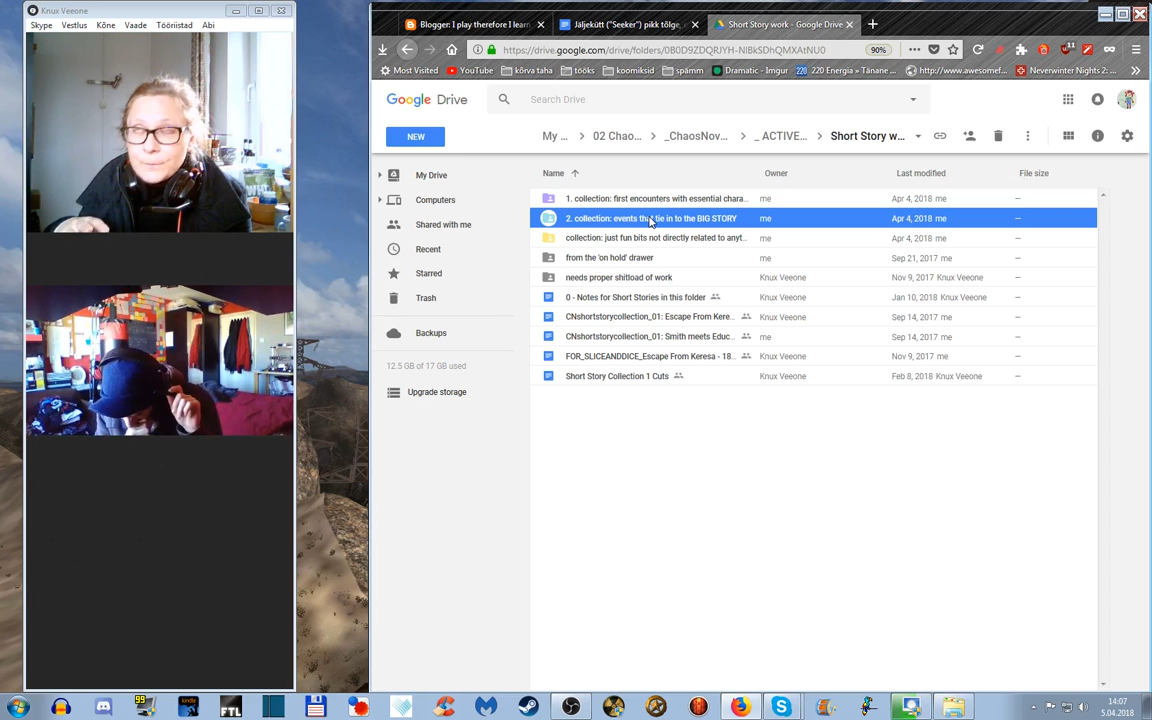 Knux Veeone
Skype Vestlus Kõne Vaade Tööriistad Abi
Blogger: I play therefore I learn
Jäljekütt ("Seeker") pikk tõlge,
Short Story work - Google Drive
https://drive.google.com/drive/folders/0B0D9ZDQRJYH-NlBkSDhQMXAtNU0
90%
11
Most Visited YouTube kõrva taha tööks koomiksid spämm Dramatic - Imgur 220 220 Energia » Tänane ... http://www.awesomef... Neverwinter Nights 2: ...
Google Drive
Search Drive
NEW
My ... > 02 Chao... > _ChaosNov... > _ ACTIVE... > Short Story w...
My Drive
Computers
Shared with me
Recent
Starred
Trash
Backups
12.5 GB of 17 GB used
Upgrade storage
Name Owner Last modified File size
1. collection: first encounters with essential chara... me Apr 4, 2018 me –
2. collection: events that tie in to the BIG STORY me Apr 4, 2018 me –
collection: just fun bits not directly related to anyt... me Apr 4, 2018 me –
from the 'on hold' drawer me Sep 21, 2017 me –
needs proper shitload of work Knux Veeone Nov 9, 2017 Knux Veeone –
0 - Notes for Short Stories in this folder Knux Veeone Jan 10, 2018 Knux Veeone –
CNshortstorycollection_01: Escape From Kere... Knux Veeone Sep 14, 2017 me –
CNshortstorycollection_01: Smith meets Educ... me Sep 14, 2017 me –
FOR_SLICEANDDICE_Escape From Keresa - 18... Knux Veeone Nov 9, 2017 me –
Short Story Collection 1 Cuts Knux Veeone Feb 8, 2018 Knux Veeone –
99
kindle
FTL
14:07
5.04.2018